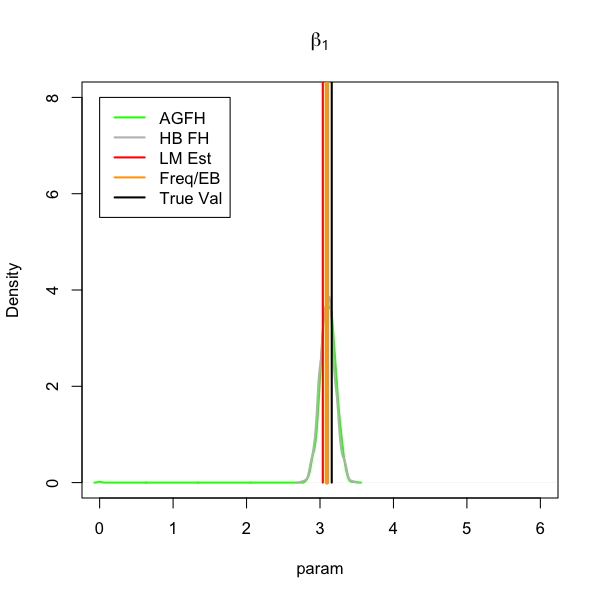 β1
AGFH
HB FH
LM Est
Freq/EB
True Val
Density
8
6
4
2
0
0 1 2 3 4 5 6
param